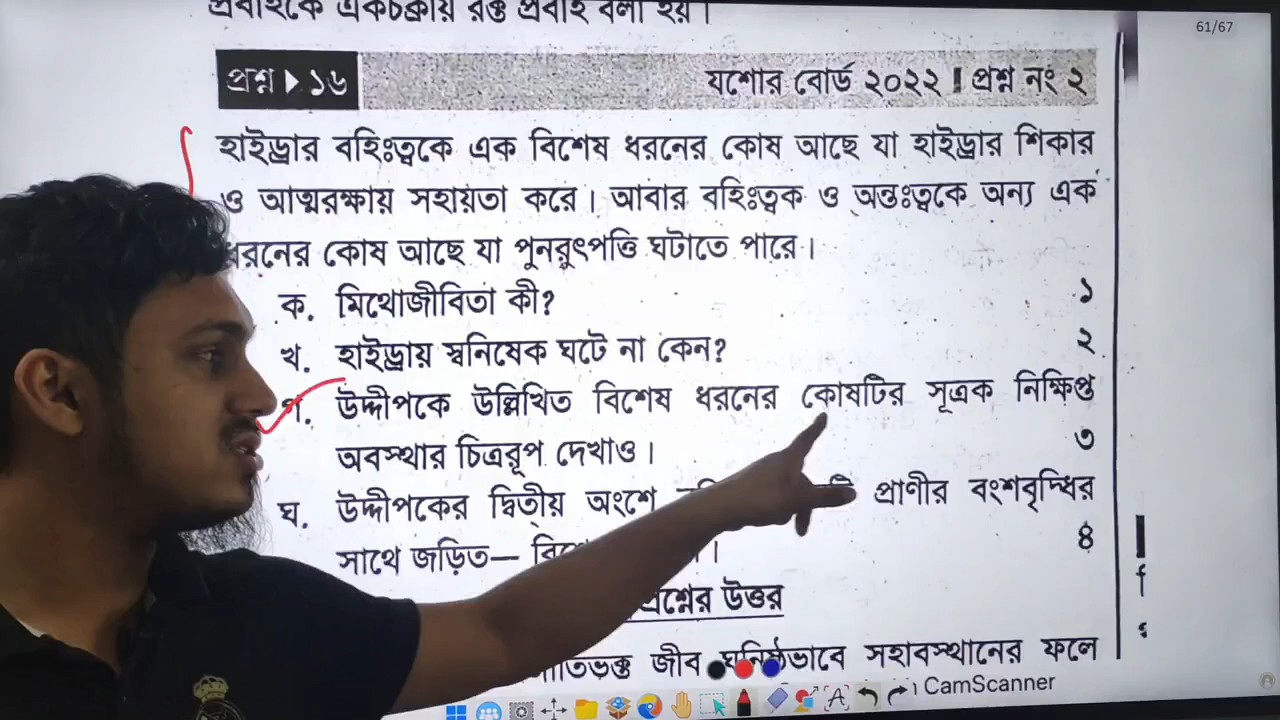 প্রবাহকে একচক্রীয় রক্ত প্রবাহ বলা হয়।
61/67
প্রশ্ন ▶ ১৬ যশোর বোর্ড ২০২২ । প্রশ্ন নং ২
হাইড্রার বহিঃত্বকে এক বিশেষ ধরনের কোষ আছে যা হাইড্রার শিকার
ও আত্মরক্ষায় সহায়তা করে। আবার বহিঃত্বক ও অন্তঃত্বকে অন্য এক
ধরনের কোষ আছে যা পুনরুৎপত্তি ঘটাতে পারে।
ক. মিথোজীবিতা কী? ১
খ. হাইড্রায় স্বনিষেক ঘটে না কেন? ২
গ. উদ্দীপকে উল্লিখিত বিশেষ ধরনের কোষটির সূত্রক নিক্ষিপ্ত
অবস্থার চিত্ররূপ দেখাও। ৩
ঘ. উদ্দীপকের দ্বিতীয় অংশে প্রাণীর বংশবৃদ্ধির
সাথে জড়িত— ৪
প্রশ্নের উত্তর
জীব ঘনিষ্ঠভাবে সহাবস্থানের ফলে
CamScanner